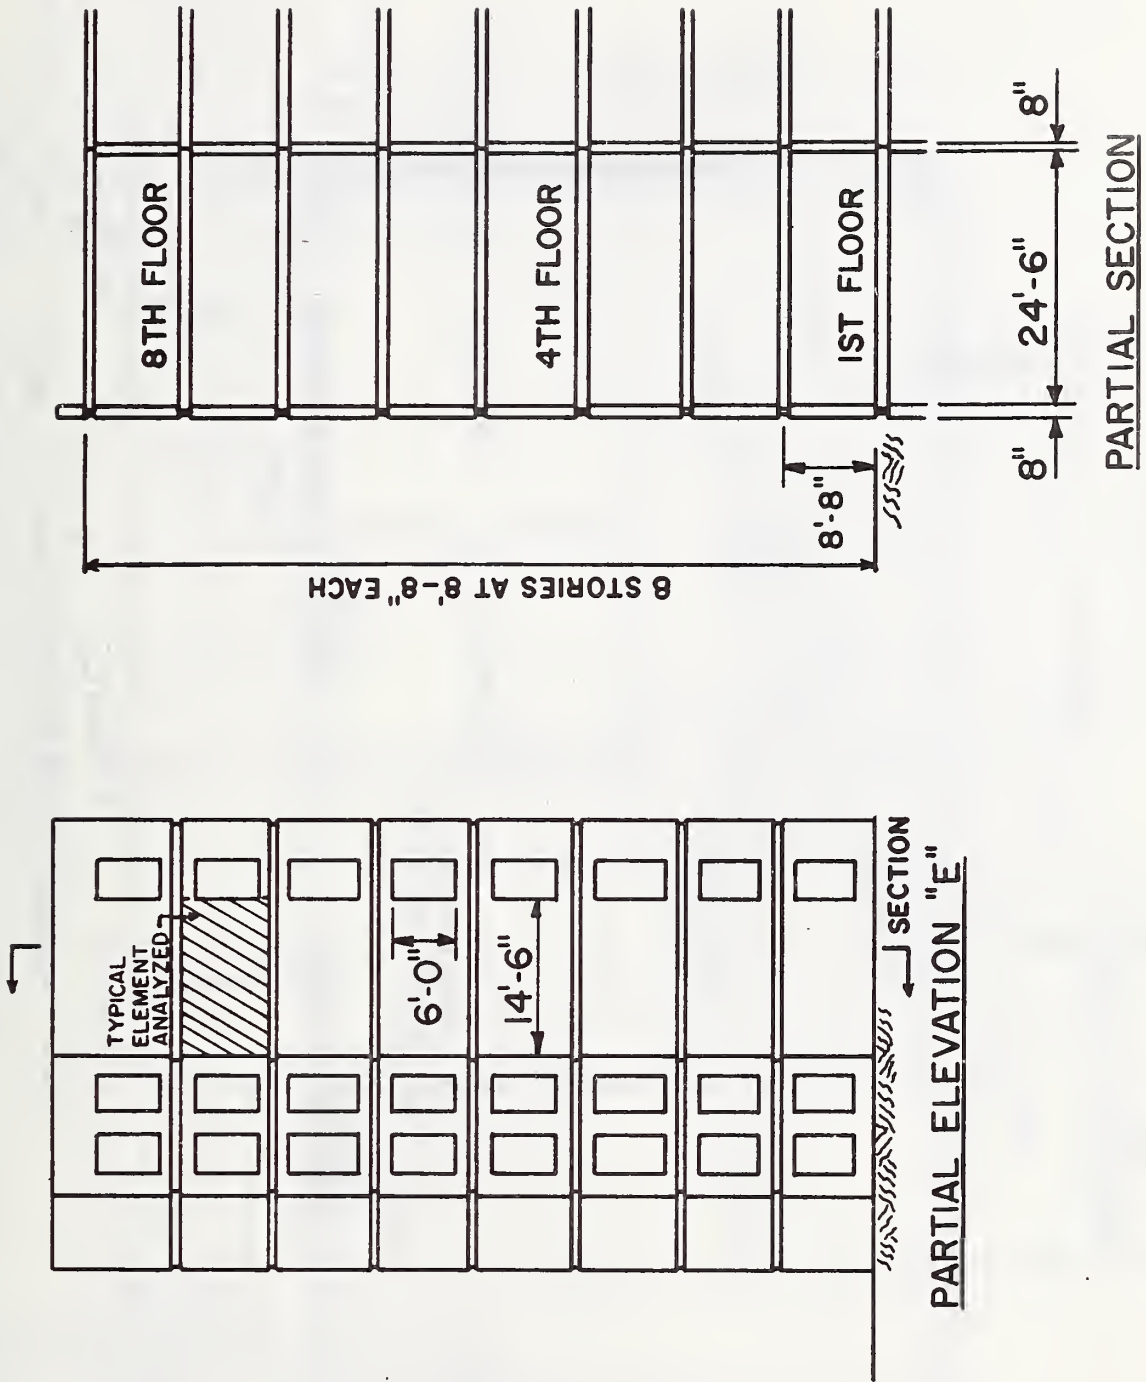 TYPICAL
ELEMENT
ANALYZED
6'-0"
14'-6"
SECTION
PARTIAL ELEVATION "E"
8 STORIES AT 8'-8" EACH
8TH FLOOR
4TH FLOOR
1ST FLOOR
8'-8"
8"
24'-6"
8"
PARTIAL SECTION